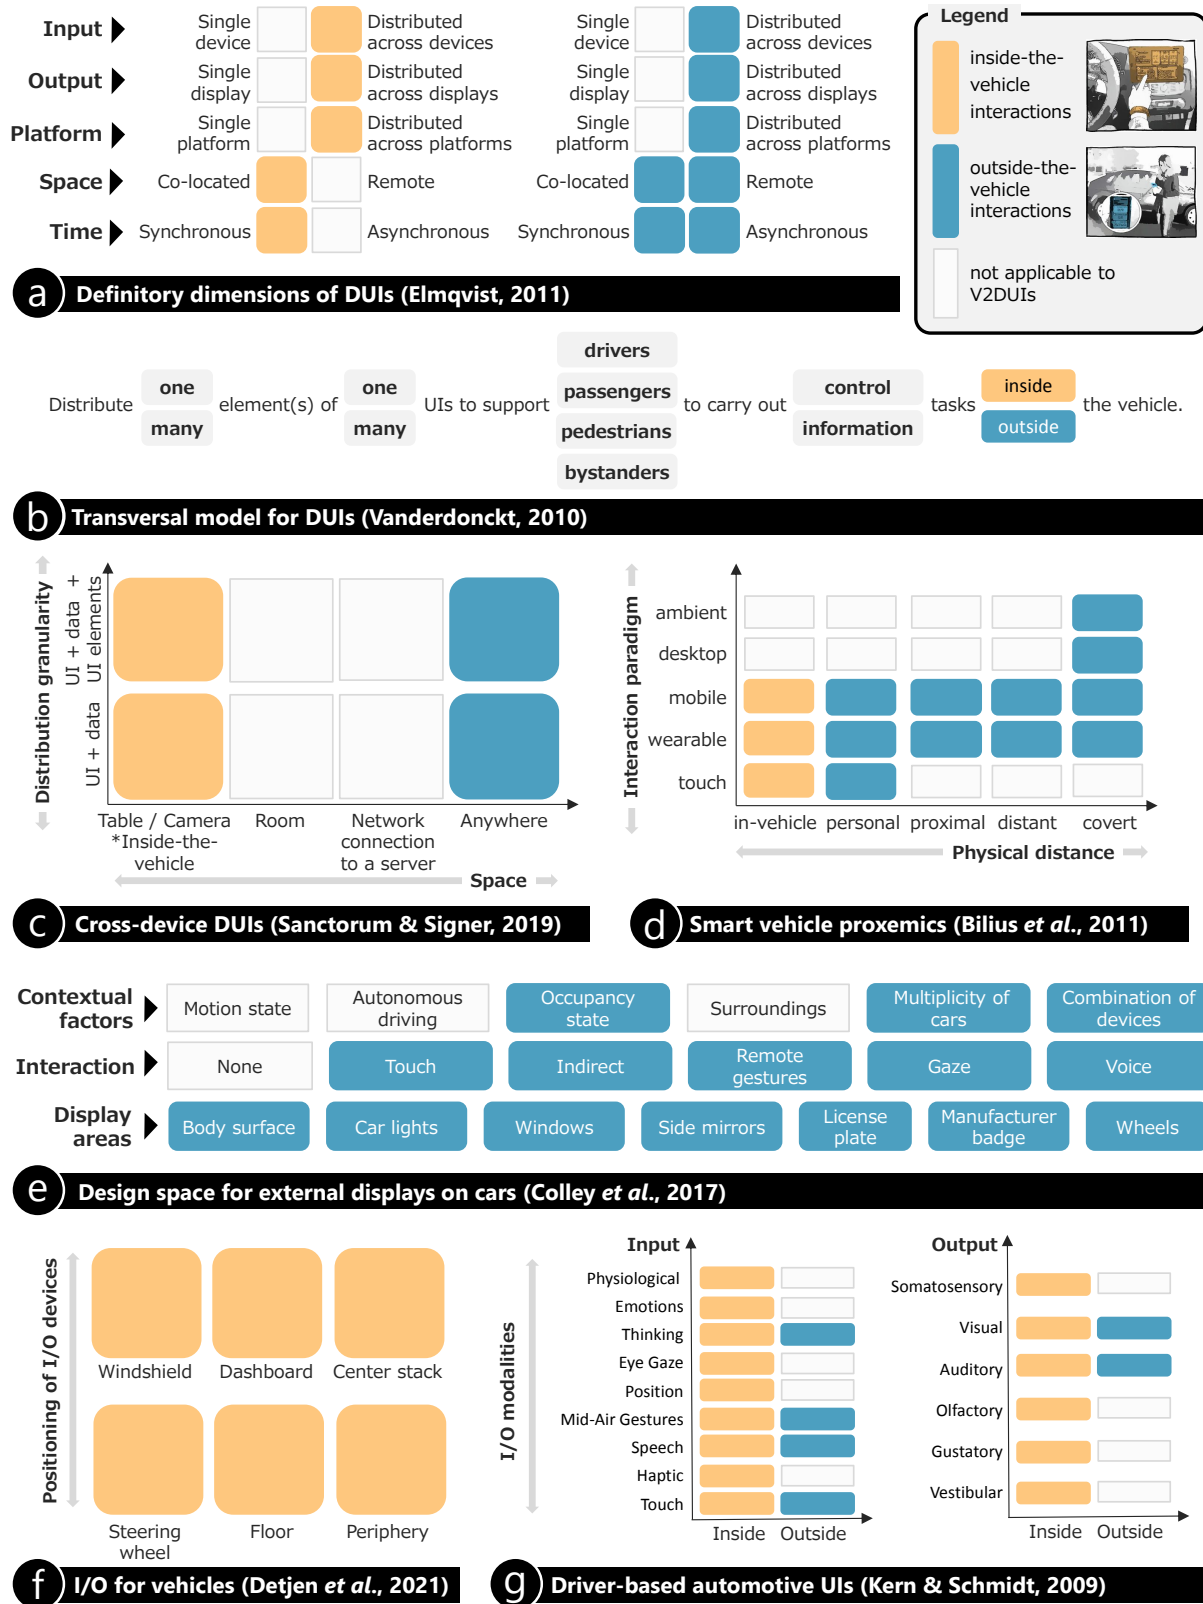 Input
Single device
Distributed across devices
Single device
Distributed across devices
Output
Single display
Distributed across displays
Single display
Distributed across displays
Platform
Single platform
Distributed across platforms
Single platform
Distributed across platforms
Space
Co-located
Remote
Co-located
Remote
Time
Synchronous
Asynchronous
Synchronous
Asynchronous
Legend
inside-the-
vehicle
interactions
outside-the-
vehicle
interactions
not applicable to
V2DUIs
a Definitory dimensions of DUIs (Elmqvist, 2011)
Distribute
one
many
element(s) of
one
many
UIs to support
drivers
passengers
pedestrians
bystanders
to carry out
control
information
tasks
inside
outside
the vehicle.
b Transversal model for DUIs (Vanderdonckt, 2010)
Distribution granularity
UI + data +
UI elements
UI + data
Table / Camera
*Inside-the-
vehicle
Room
Network
connection
to a server
Anywhere
Space
c Cross-device DUIs (Sanctorum & Signer, 2019)
Interaction paradigm
ambient
desktop
mobile
wearable
touch
in-vehicle
personal
proximal
distant
covert
Physical distance
d Smart vehicle proxemics (Bilius et al., 2011)
Contextual
factors
Motion state
Autonomous
driving
Occupancy
state
Surroundings
Multiplicity of
cars
Combination of
devices
Interaction
None
Touch
Indirect
Remote
gestures
Gaze
Voice
Display
areas
Body surface
Car lights
Windows
Side mirrors
License
plate
Manufacturer
badge
Wheels
e Design space for external displays on cars (Colley et al., 2017)
Positioning of I/O devices
Windshield
Dashboard
Center stack
Steering
wheel
Floor
Periphery
f I/O for vehicles (Detjen et al., 2021)
I/O modalities
Input
Physiological
Emotions
Thinking
Eye Gaze
Position
Mid-Air Gestures
Speech
Haptic
Touch
Inside
Outside
Output
Somatosensory
Visual
Auditory
Olfactory
Gustatory
Vestibular
Inside
Outside
g Driver-based automotive UIs (Kern & Schmidt, 2009)